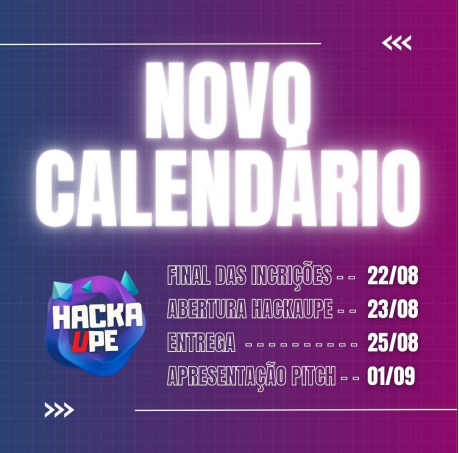 NOVO
CALENDÁRIO
FINAL DAS INCRIÇÕES - - 22/08
ABERTURA HACKAUPE - - 23/08
ENTREGA - - - - - - - - - - 25/08
APRESENTAÇÃO PITCH - - 01/09
HACKA
UPE